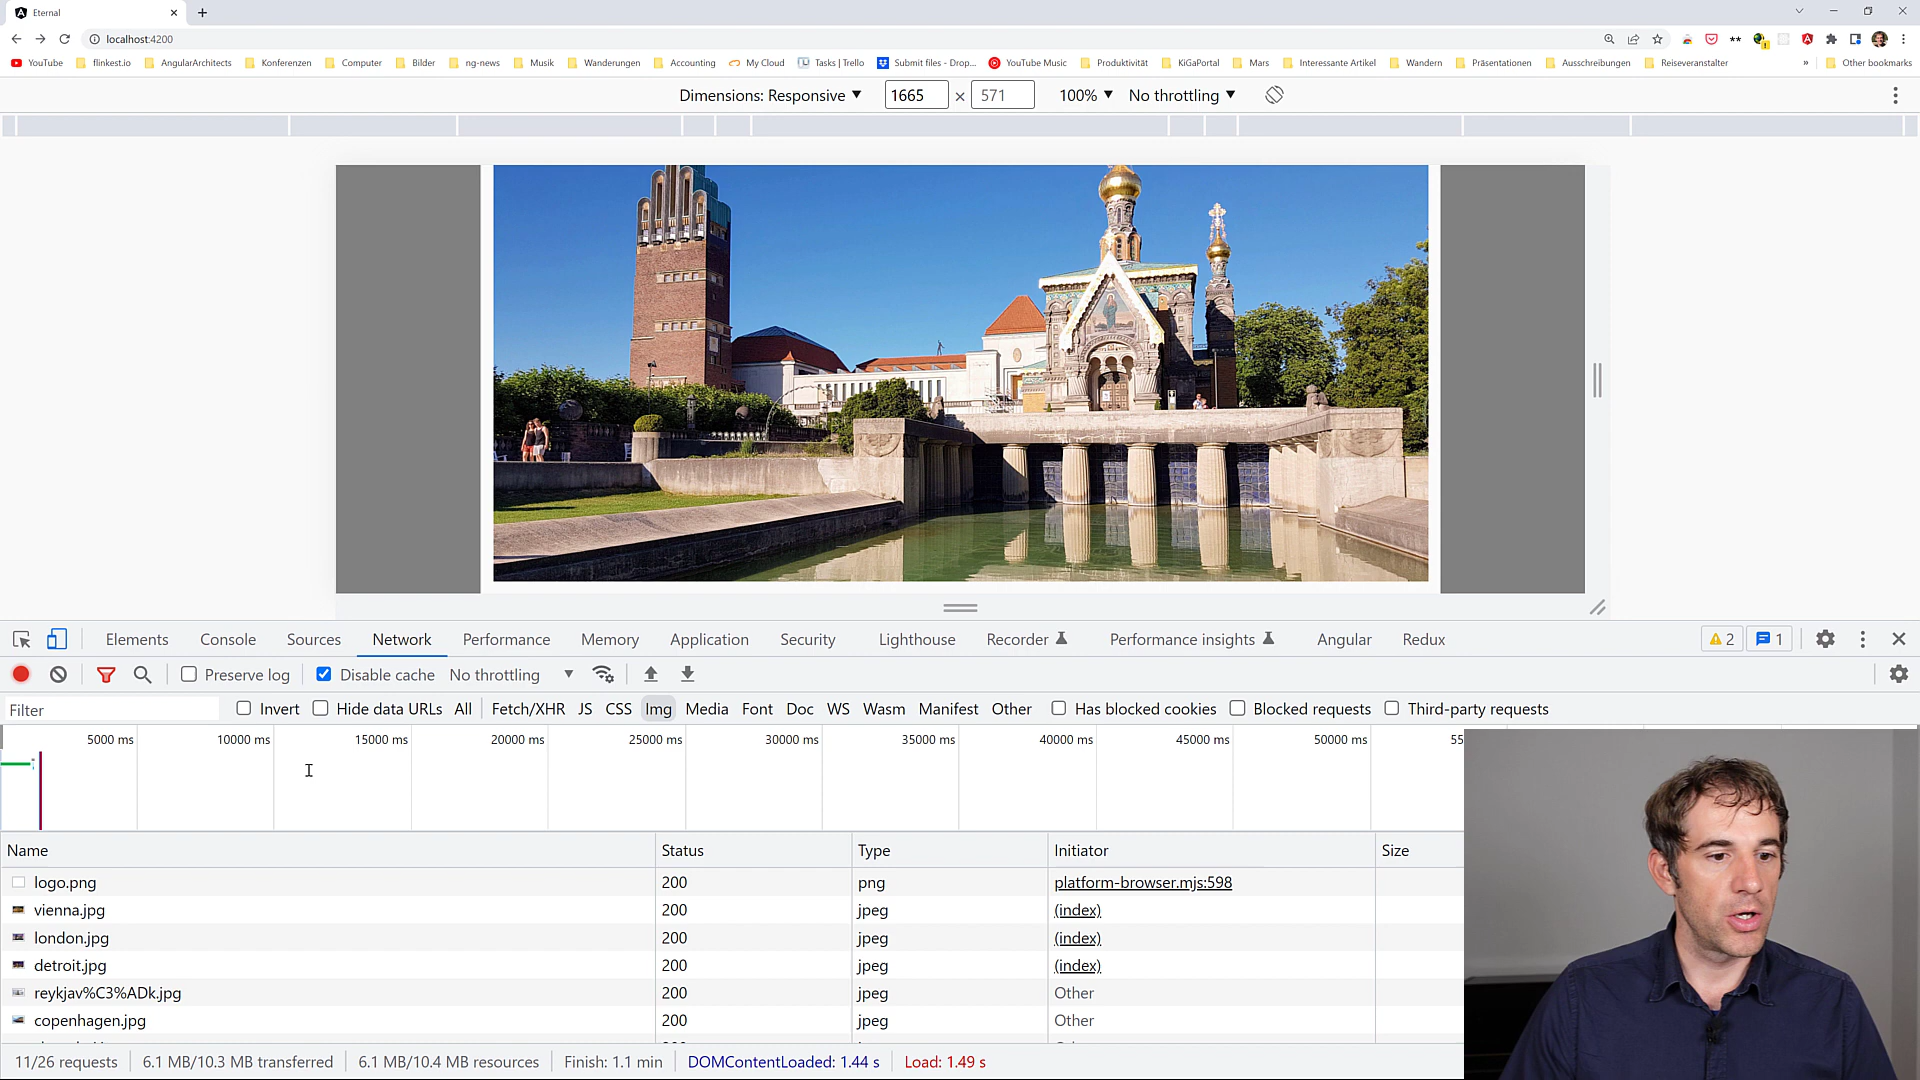 Eternal
localhost:4200
YouTube flinkest.io AngularArchitects Konferenzen Computer Bilder ng-news Musik Wanderungen Accounting My Cloud Tasks | Trello Submit files - Drop... YouTube Music Produktivität KiGaPortal Mars Interessante Artikel Wandern Präsentationen Ausschreibungen Reiseveranstalter » Other bookmarks
Dimensions: Responsive 1665 × 571 100% No throttling
Elements Console Sources Network Performance Memory Application Security Lighthouse Recorder Performance insights Angular Redux 2 1
Preserve log Disable cache No throttling
Filter Invert Hide data URLs All Fetch/XHR JS CSS Img Media Font Doc WS Wasm Manifest Other Has blocked cookies Blocked requests Third-party requests
5000 ms 10000 ms 15000 ms 20000 ms 25000 ms 30000 ms 35000 ms 40000 ms 45000 ms 50000 ms 55
Name Status Type Initiator Size
logo.png 200 png platform-browser.mjs:598
vienna.jpg 200 jpeg (index)
london.jpg 200 jpeg (index)
detroit.jpg 200 jpeg (index)
reykjav%C3%ADk.jpg 200 jpeg Other
copenhagen.jpg 200 jpeg Other
11/26 requests 6.1 MB/10.3 MB transferred 6.1 MB/10.4 MB resources Finish: 1.1 min DOMContentLoaded: 1.44 s Load: 1.49 s